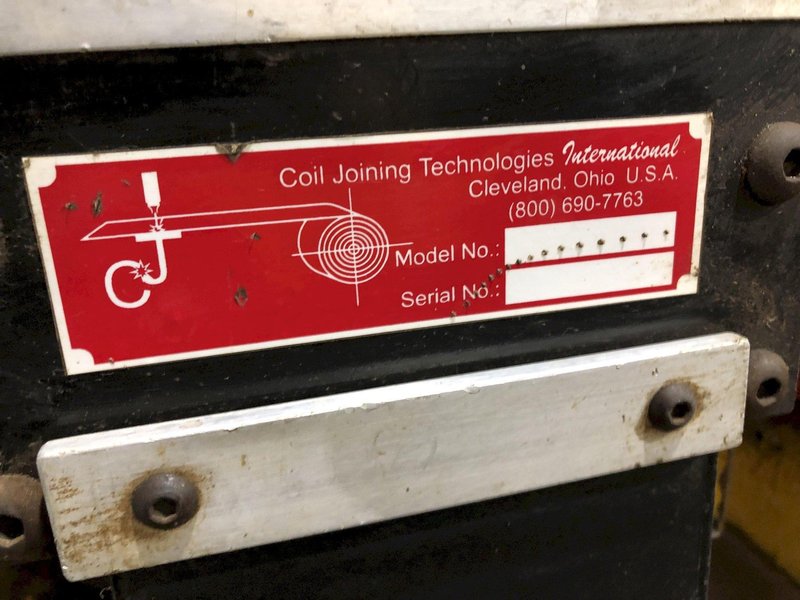 Coil Joining Technologies International
Cleveland, Ohio U.S.A.
(800) 690-7763
Model No.:
Serial No.:
CJ